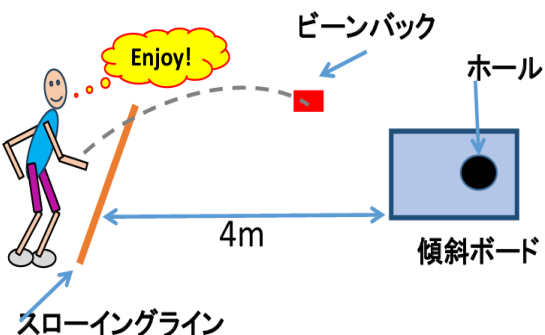 ビーンバック
Enjoy!
ホール
4m
傾斜ボード
スローイングライン